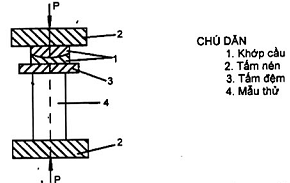 P
2
1
3
4
2
P
CHÚ DẪN
1. Khớp cầu
2. Tấm nén
3. Tấm đệm
4. Mẫu thử